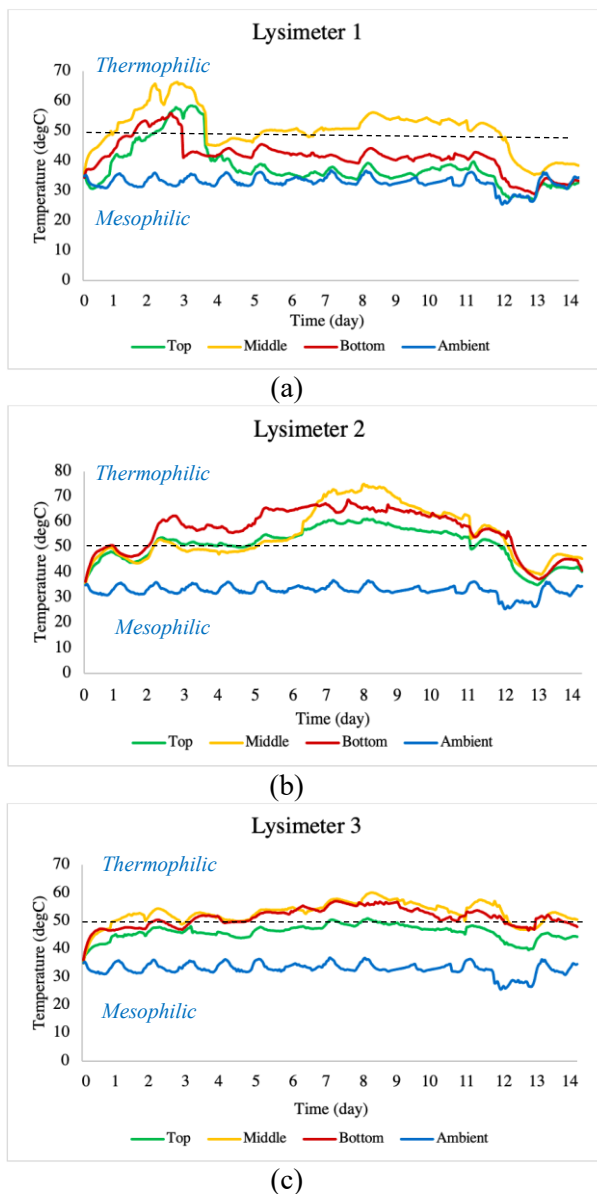 Lysimeter 1
Thermophilic
70
60
50
40
30
20
10
0
Temperature (degC)
Mesophilic
0 1 2 3 4 5 6 7 8 9 10 11 12 13 14
Time (day)
Top Middle Bottom Ambient
(a)
Lysimeter 2
Thermophilic
80
70
60
50
40
30
20
10
0
Temperature (degC)
Mesophilic
0 1 2 3 4 5 6 7 8 9 10 11 12 13 14
Time (day)
Top Middle Bottom Ambient
(b)
Lysimeter 3
Thermophilic
70
60
50
40
30
20
10
0
Temperature (degC)
Mesophilic
0 1 2 3 4 5 6 7 8 9 10 11 12 13 14
Time (day)
Top Middle Bottom Ambient
(c)